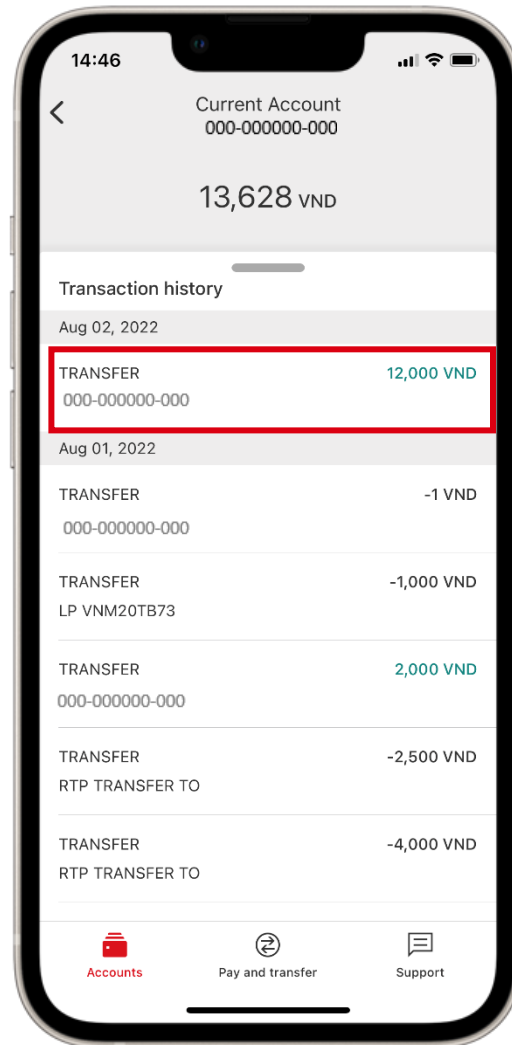 14:46
Current Account
000-000000-000
13,628 VND
Transaction history
Aug 02, 2022
TRANSFER 12,000 VND
000-000000-000
Aug 01, 2022
TRANSFER -1 VND
000-000000-000
TRANSFER -1,000 VND
LP VNM20TB73
TRANSFER 2,000 VND
000-000000-000
TRANSFER -2,500 VND
RTP TRANSFER TO
TRANSFER -4,000 VND
RTP TRANSFER TO
Accounts Pay and transfer Support